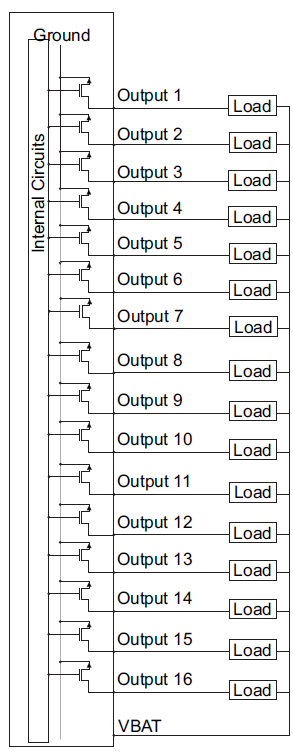 Ground
Internal Circuits
Output 1
Load
Output 2
Load
Output 3
Load
Output 4
Load
Output 5
Load
Output 6
Load
Output 7
Load
Output 8
Load
Output 9
Load
Output 10
Load
Output 11
Load
Output 12
Load
Output 13
Load
Output 14
Load
Output 15
Load
Output 16
Load
VBAT